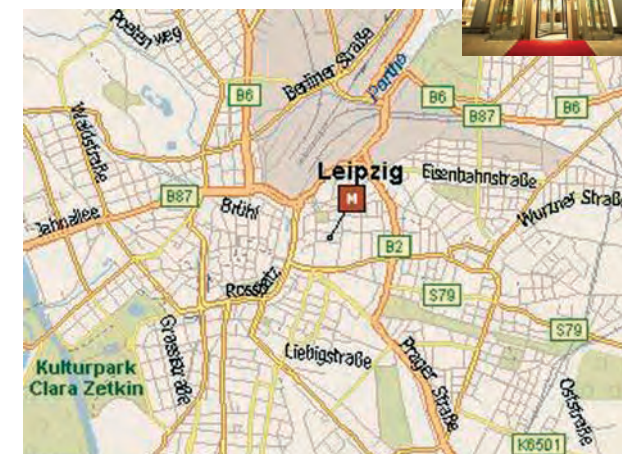 Poetenweg
Berliner Straße
Parthe
B6
B6
B6
B87
Waldstraße
Leipzig
Eisenbahnstraße
B87
Brühl
H
Wurzner Straß
Jahnallee
B2
Rossplatz
S79
S79
Grassistraße
Liebigstraße
Prager Straße
Kulturpark
Clara Zetkin
Oststraße
K6501